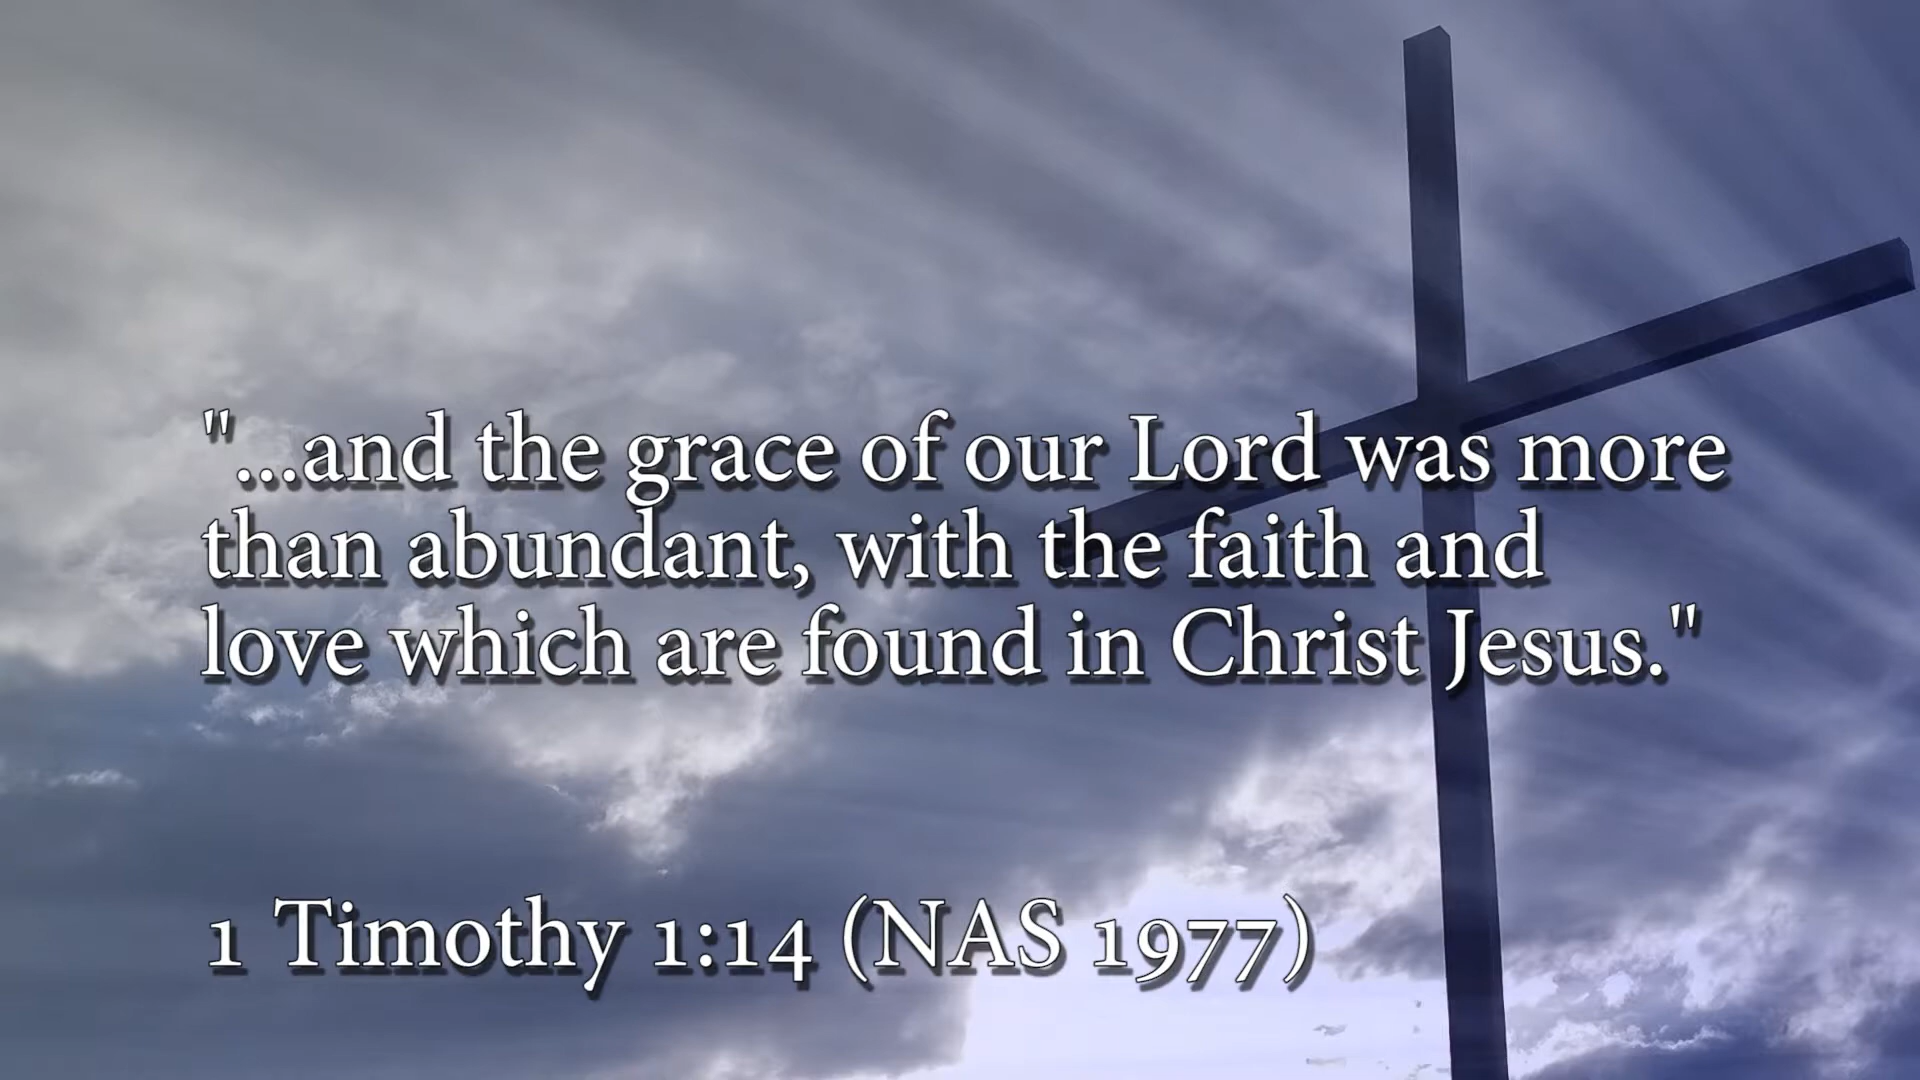 "...and the grace of our Lord was more
than abundant, with the faith and
love which are found in Christ Jesus."
1 Timothy 1:14 (NAS 1977)